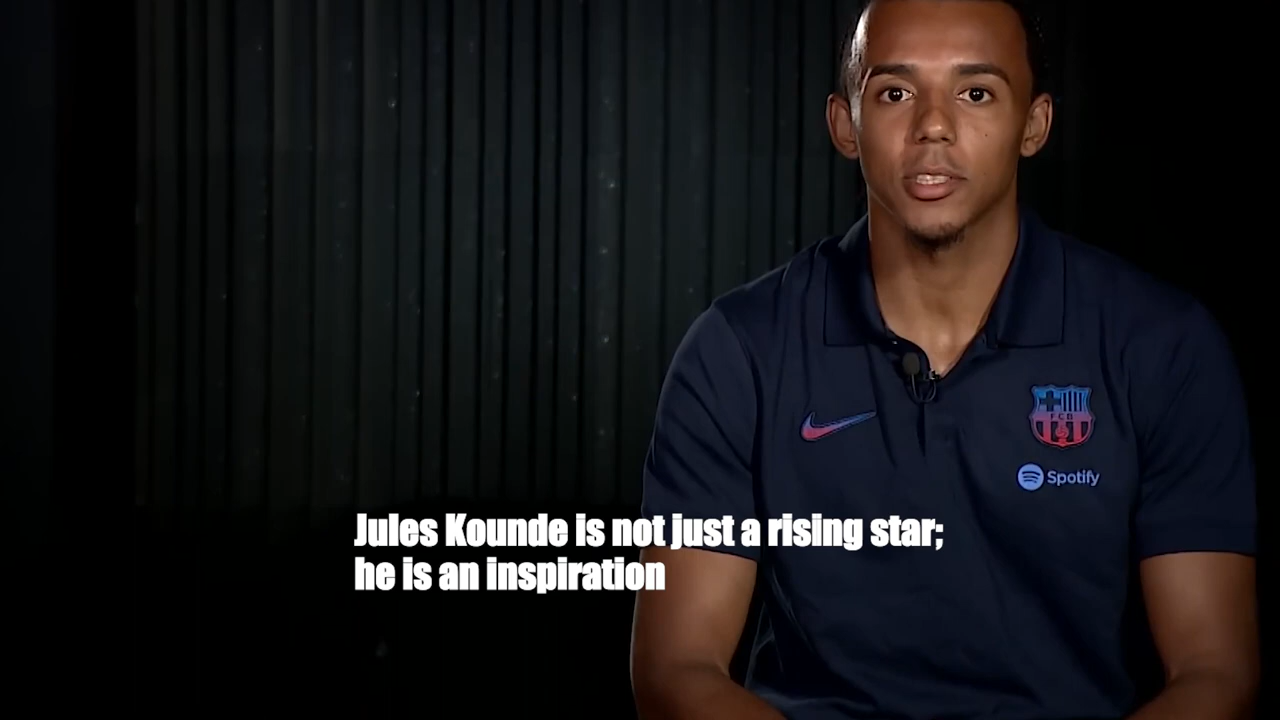 FCB
Spotify
Jules Kounde is not just a rising star;
he is an inspiration